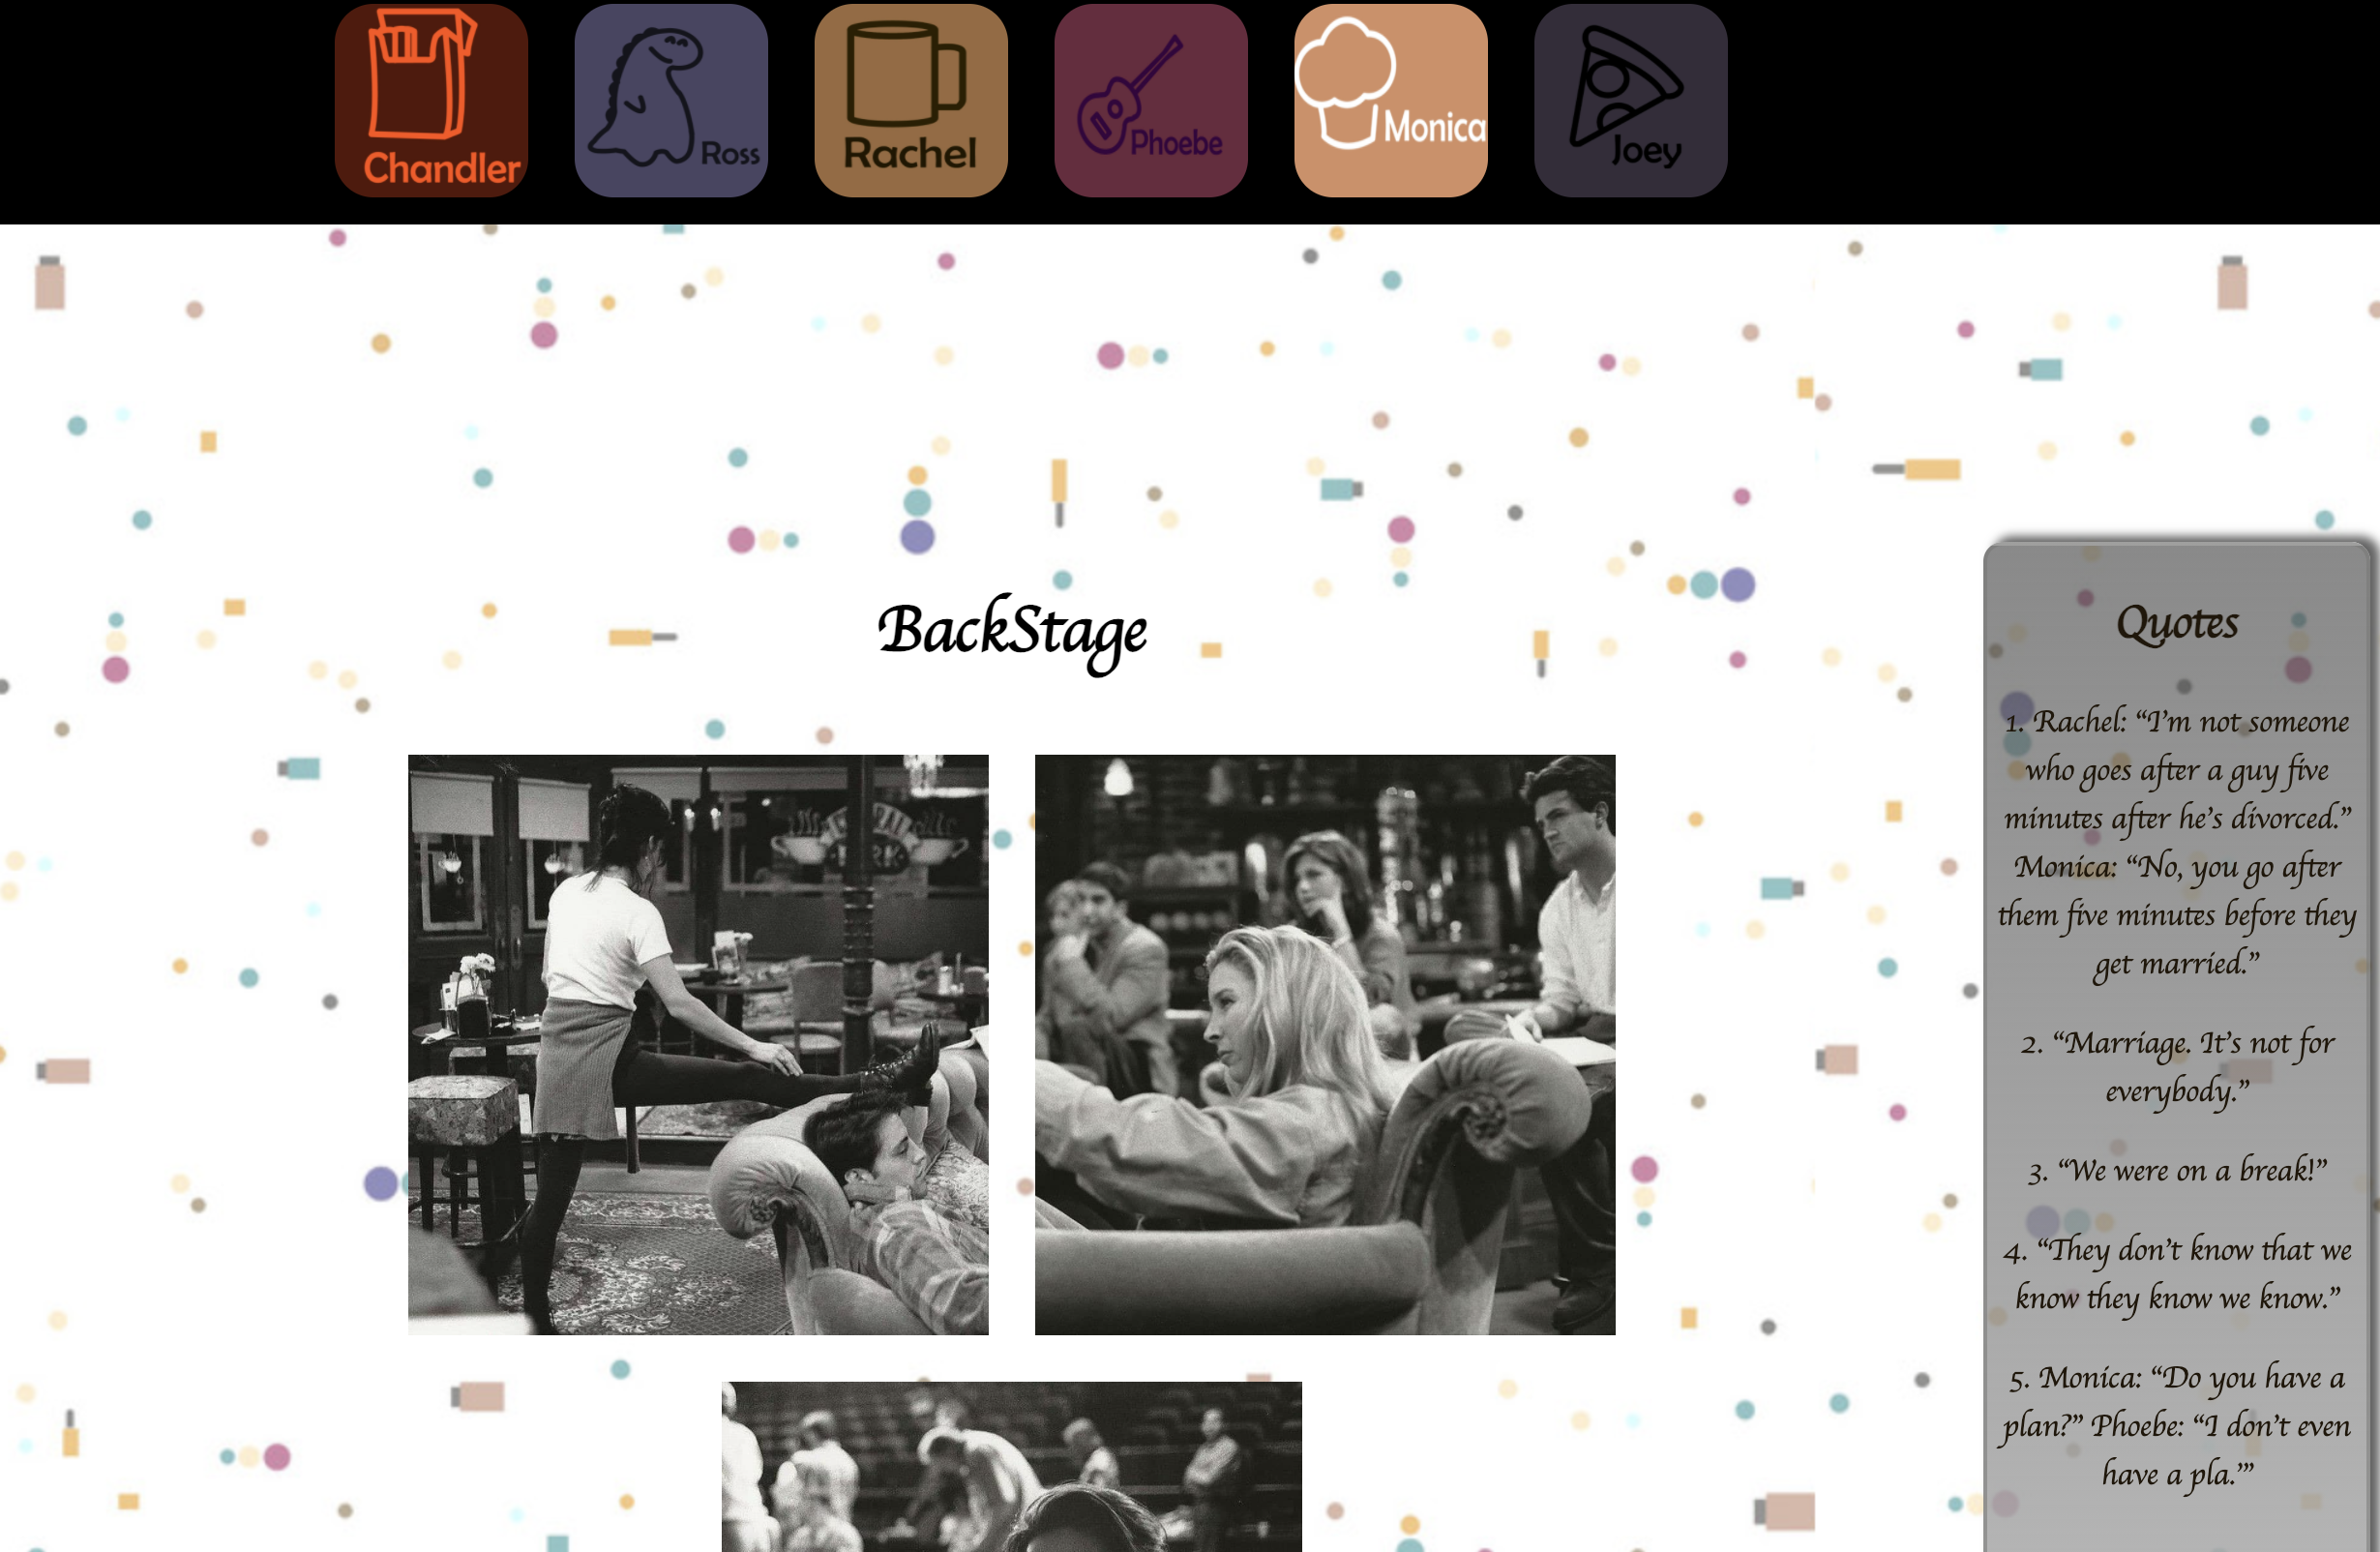 Chandler
Ross
Rachel
Phoebe
Monica
Joey
BackStage
Quotes
1. Rachel: “I’m not someone
who goes after a guy five
minutes after he’s divorced.”
Monica: “No, you go after
them five minutes before they
get married.”
2. “Marriage. It’s not for
everybody.”
3. “We were on a break!”
4. “They don’t know that we
know they know we know.”
5. Monica: “Do you have a
plan?” Phoebe: “I don’t even
have a pla.’”